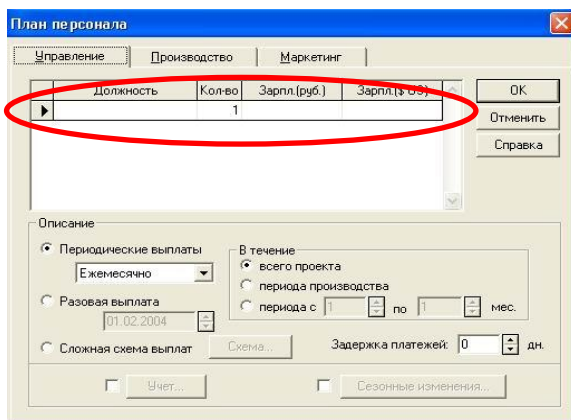 План персонала
Управление Производство Маркетинг
Должность Кол-во Зарпл.(руб.) Зарпл.($ US)
1
ОК
Отменить
Справка
Описание
Периодические выплаты
Ежемесячно
Разовая выплата
01.02.2004
Сложная схема выплат Схема...
В течение
всего проекта
периода производства
периода с 1 по 1 мес.
Задержка платежей: 0 дн.
Учет... Сезонные изменения...